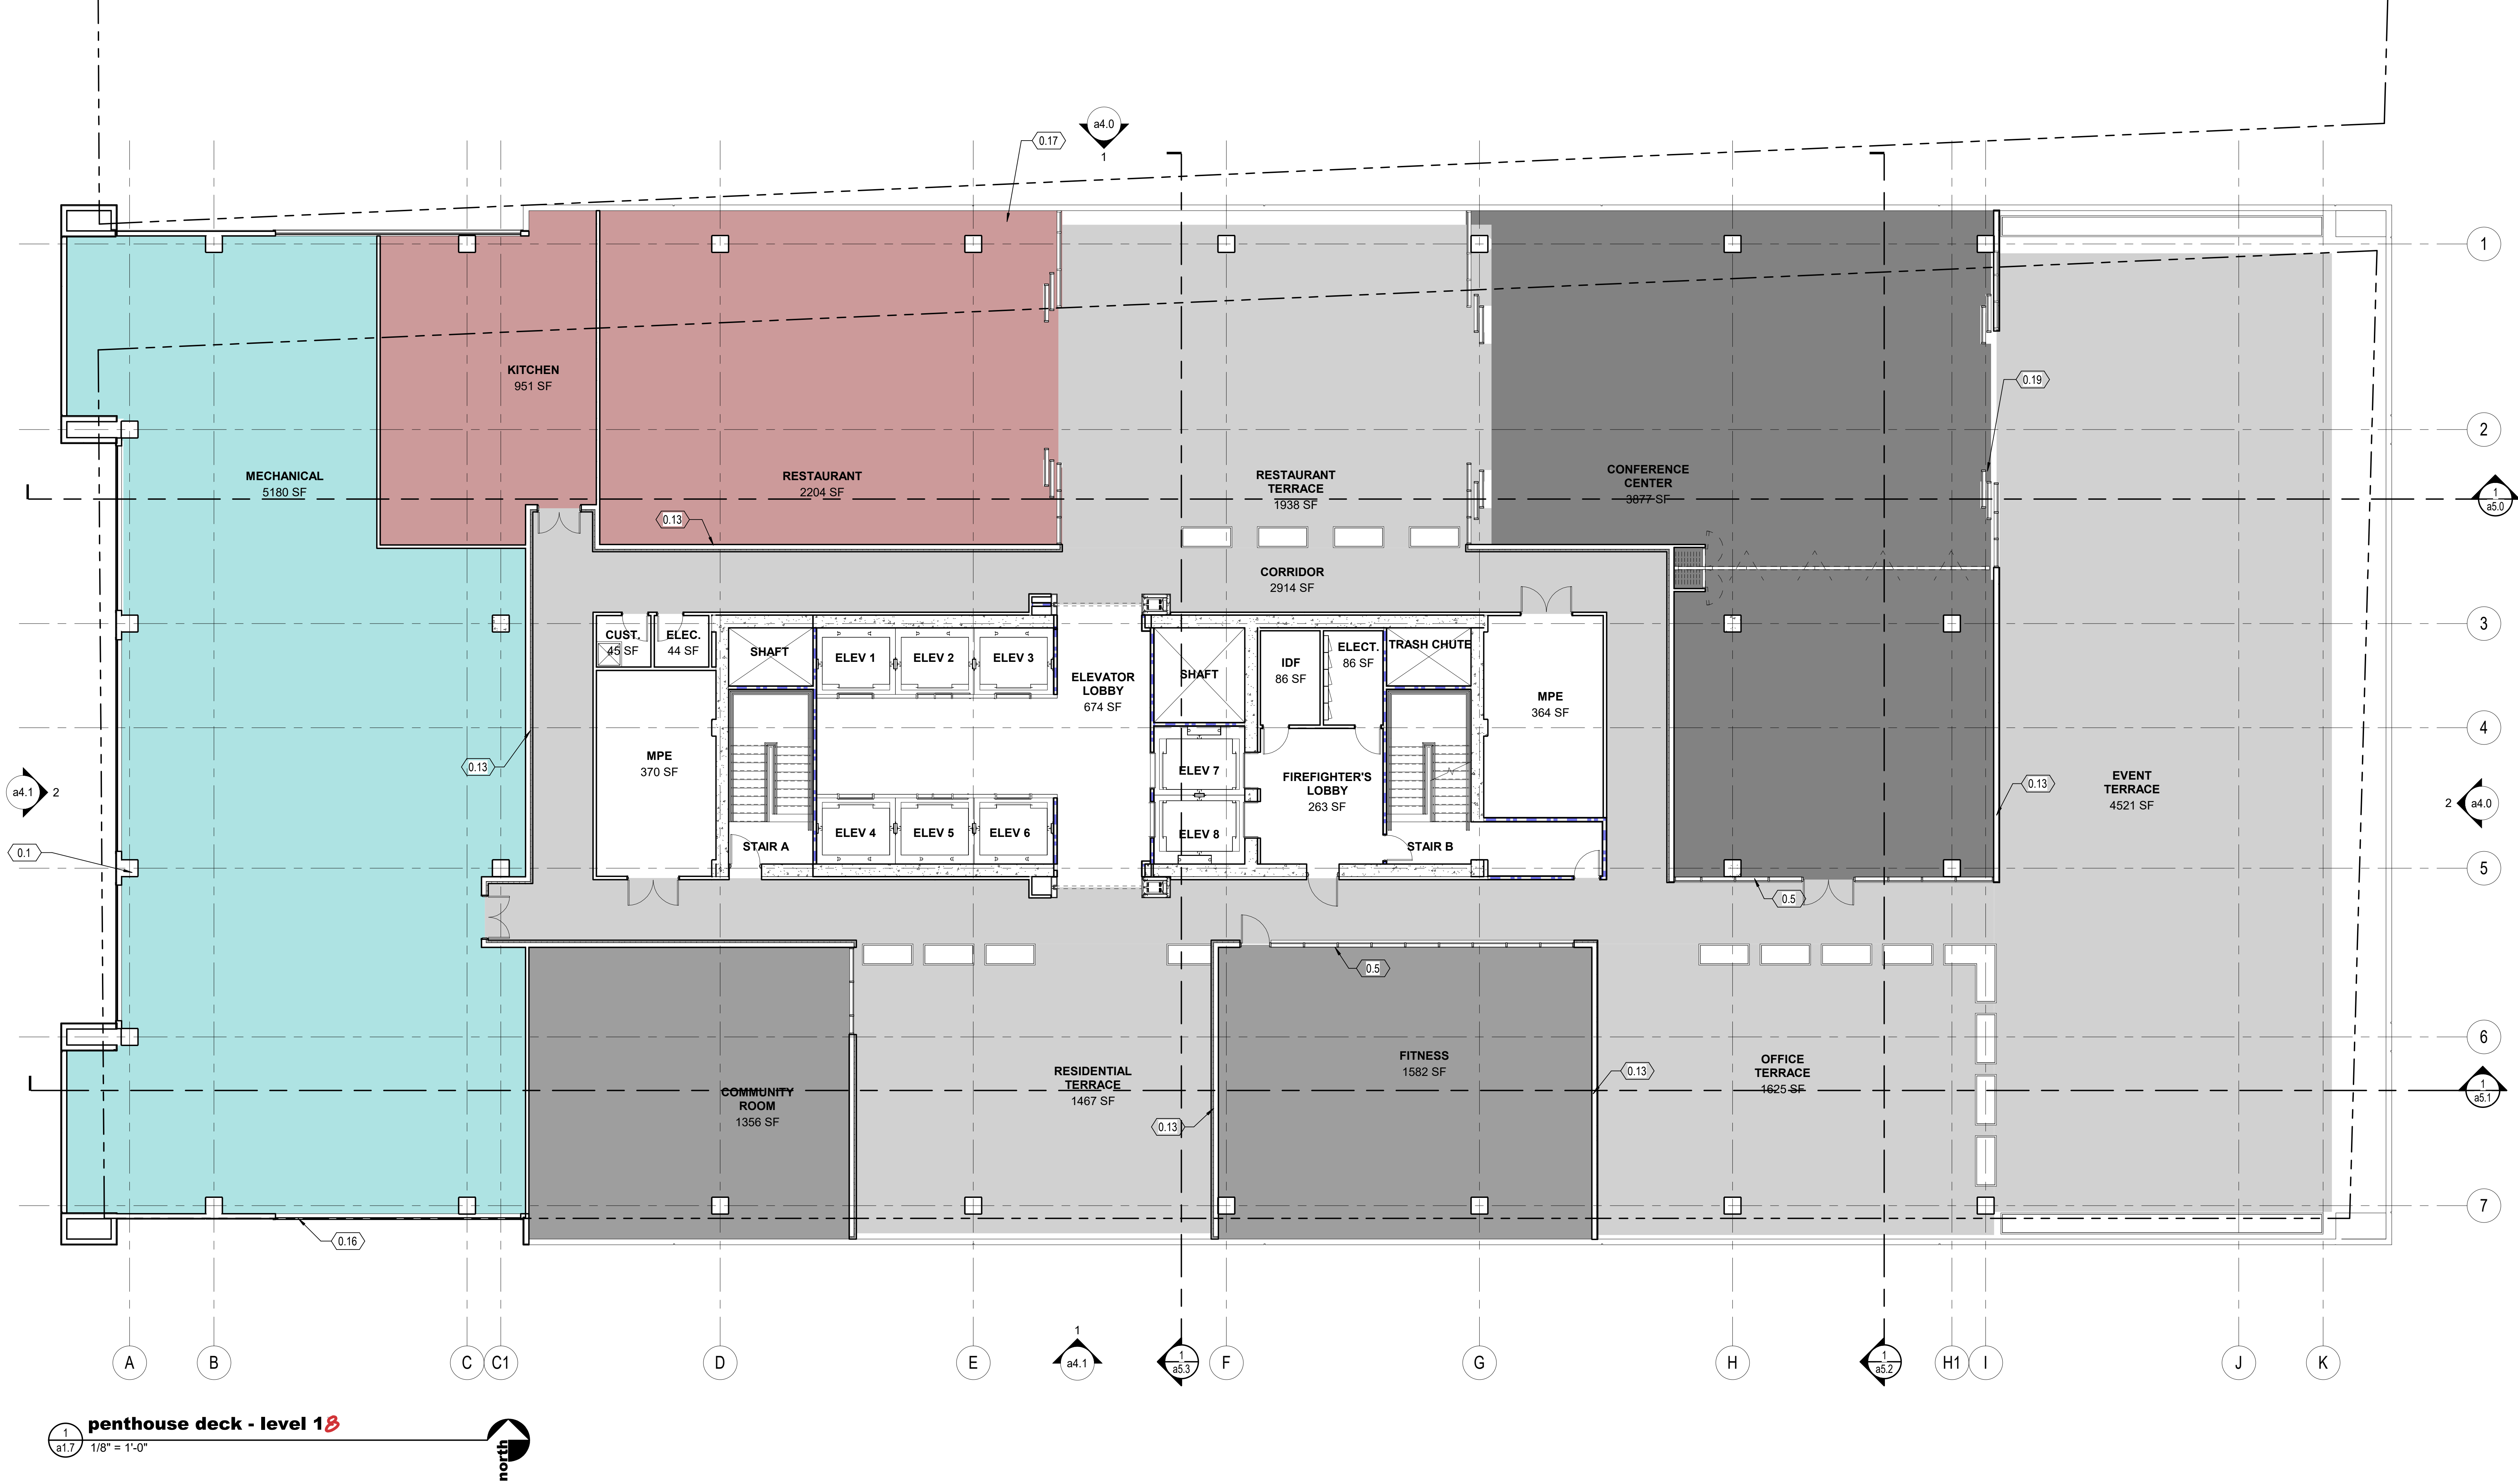 a4.0
1
0.17
1
KITCHEN
951 SF
0.19
2
MECHANICAL
5180 SF
RESTAURANT
2204 SF
RESTAURANT
TERRACE
1938 SF
CONFERENCE
CENTER
3877 SF
1
a5.0
0.13
CORRIDOR
2914 SF
3
CUST.
45 SF
ELEC.
44 SF
SHAFT
ELEV 1
ELEV 2
ELEV 3
ELEVATOR
LOBBY
674 SF
SHAFT
IDF
86 SF
ELECT.
86 SF
TRASH CHUTE
MPE
364 SF
4
0.13
MPE
370 SF
ELEV 7
FIREFIGHTER'S
LOBBY
263 SF
0.13
EVENT
TERRACE
4521 SF
a4.1
2
2
a4.0
0.1
STAIR A
ELEV 4
ELEV 5
ELEV 6
ELEV 8
STAIR B
5
0.5
0.5
6
COMMUNITY
ROOM
1356 SF
RESIDENTIAL
TERRACE
1467 SF
0.13
FITNESS
1582 SF
0.13
OFFICE
TERRACE
1625 SF
1
a5.1
7
0.16
A
B
C
C1
D
E
1
a4.1
1
a5.3
F
G
H
1
a5.2
H1
I
J
K
1
a1.7
penthouse deck - level 18
1/8" = 1'-0"
north